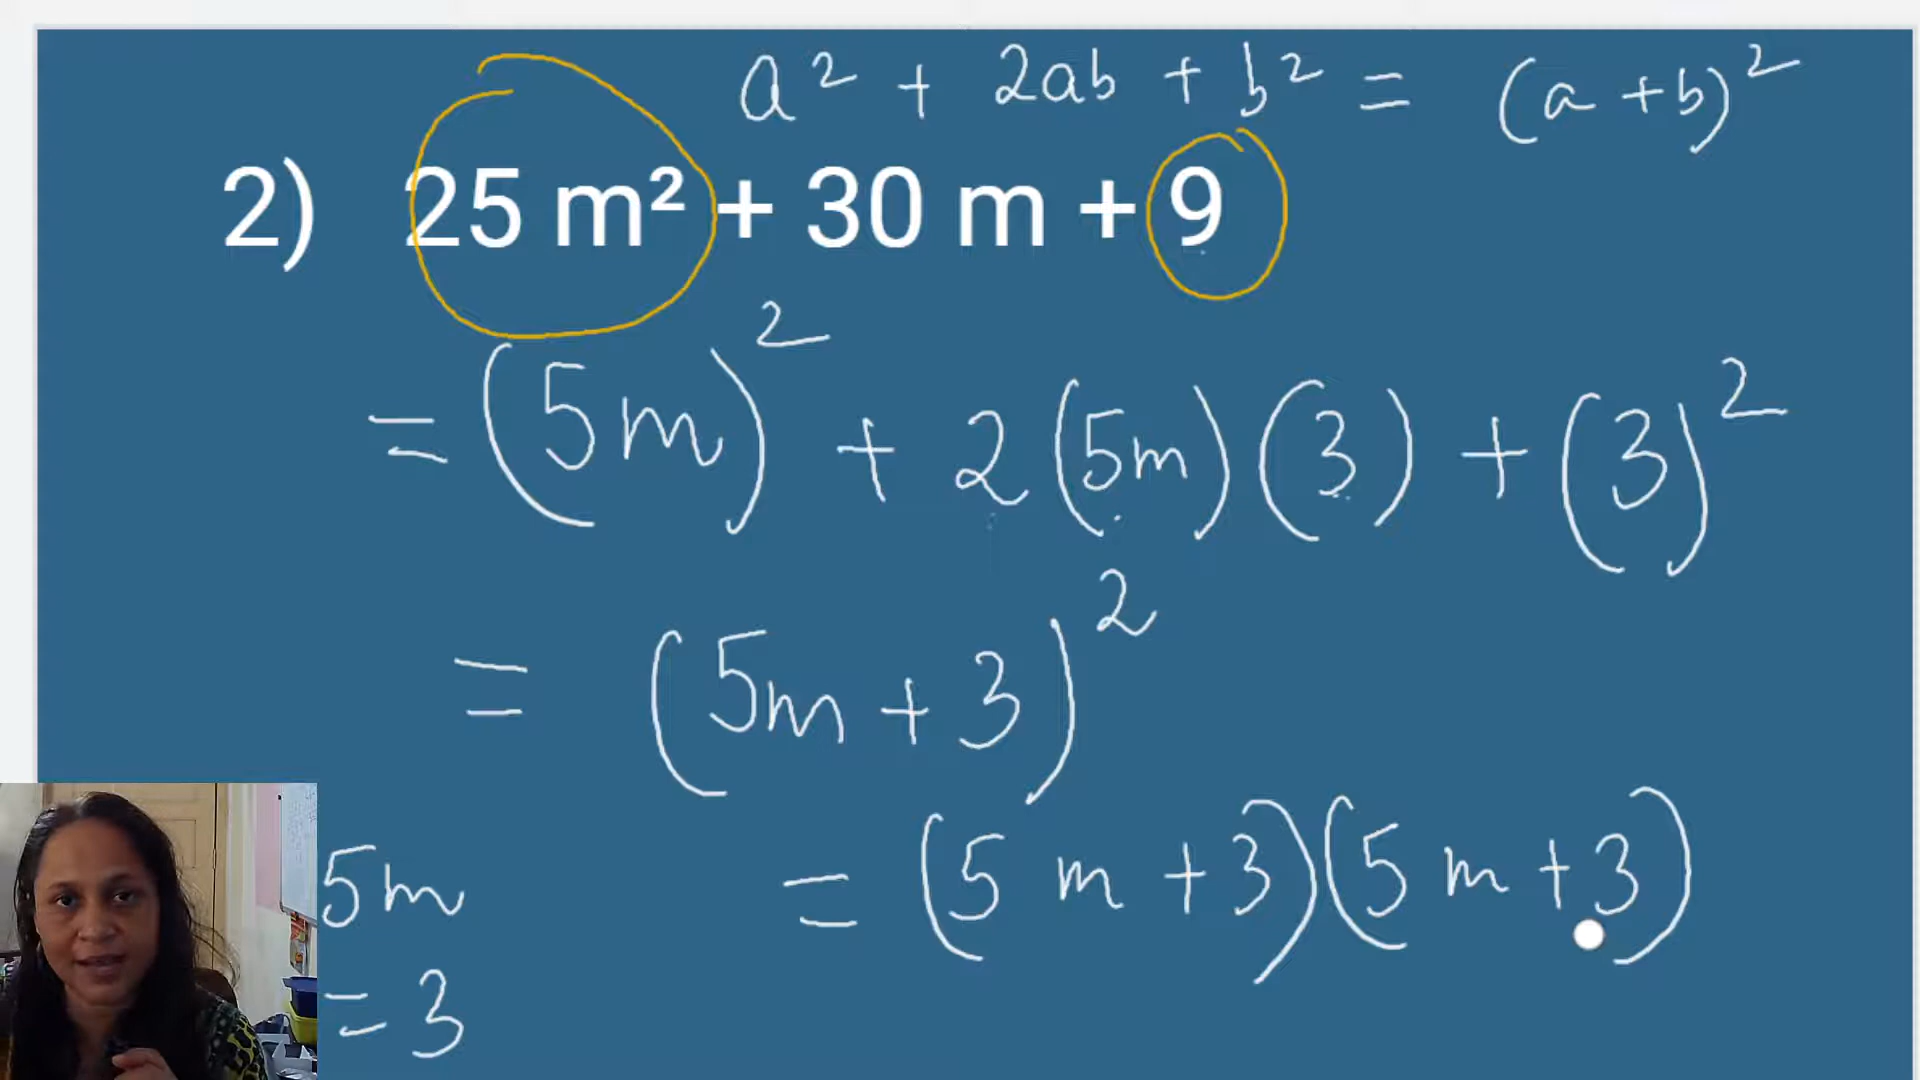 a² + 2ab + b² = (a + b)²
2) 25 m² + 30 m + 9
= (5m)² + 2(5m)(3) + (3)²
= (5m + 3)²
= (5 m + 3)(5 m + 3)
5m
= 3